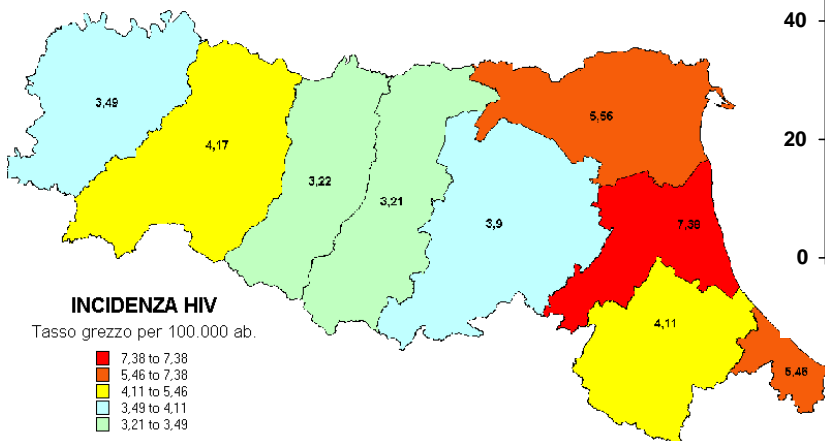 40
3,49
5,56
4,17
20
3,22
3,21
3,9
7,38
0
INCIDENZA HIV
Tasso grezzo per 100.000 ab.
7,38 to 7,38
5,46 to 7,38
4,11 to 5,46
3,49 to 4,11
3,21 to 3,49
4,11
5,46